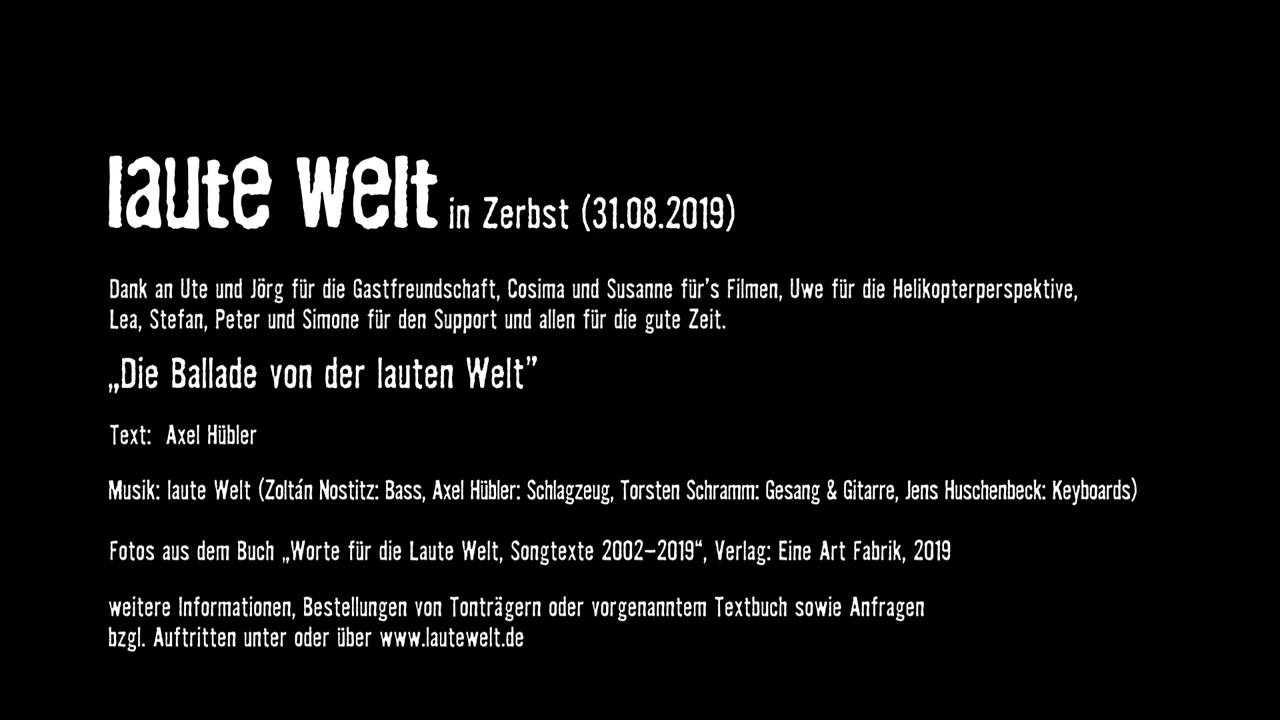 laute Welt in Zerbst (31.08.2019)
Dank an Ute und Jörg für die Gastfreundschaft, Cosima und Susanne für's Filmen, Uwe für die Helikopterperspektive,
Lea, Stefan, Peter und Simone für den Support und allen für die gute Zeit.
„Die Ballade von der lauten Welt”
Text: Axel Hübler
Musik: laute Welt (Zoltán Nostitz: Bass, Axel Hübler: Schlagzeug, Torsten Schramm: Gesang & Gitarre, Jens Huschenbeck: Keyboards)
Fotos aus dem Buch „Worte für die Laute Welt, Songtexte 2002–2019“, Verlag: Eine Art Fabrik, 2019
weitere Informationen, Bestellungen von Tonträgern oder vorgenanntem Textbuch sowie Anfragen
bzgl. Auftritten unter oder über www.lautewelt.de